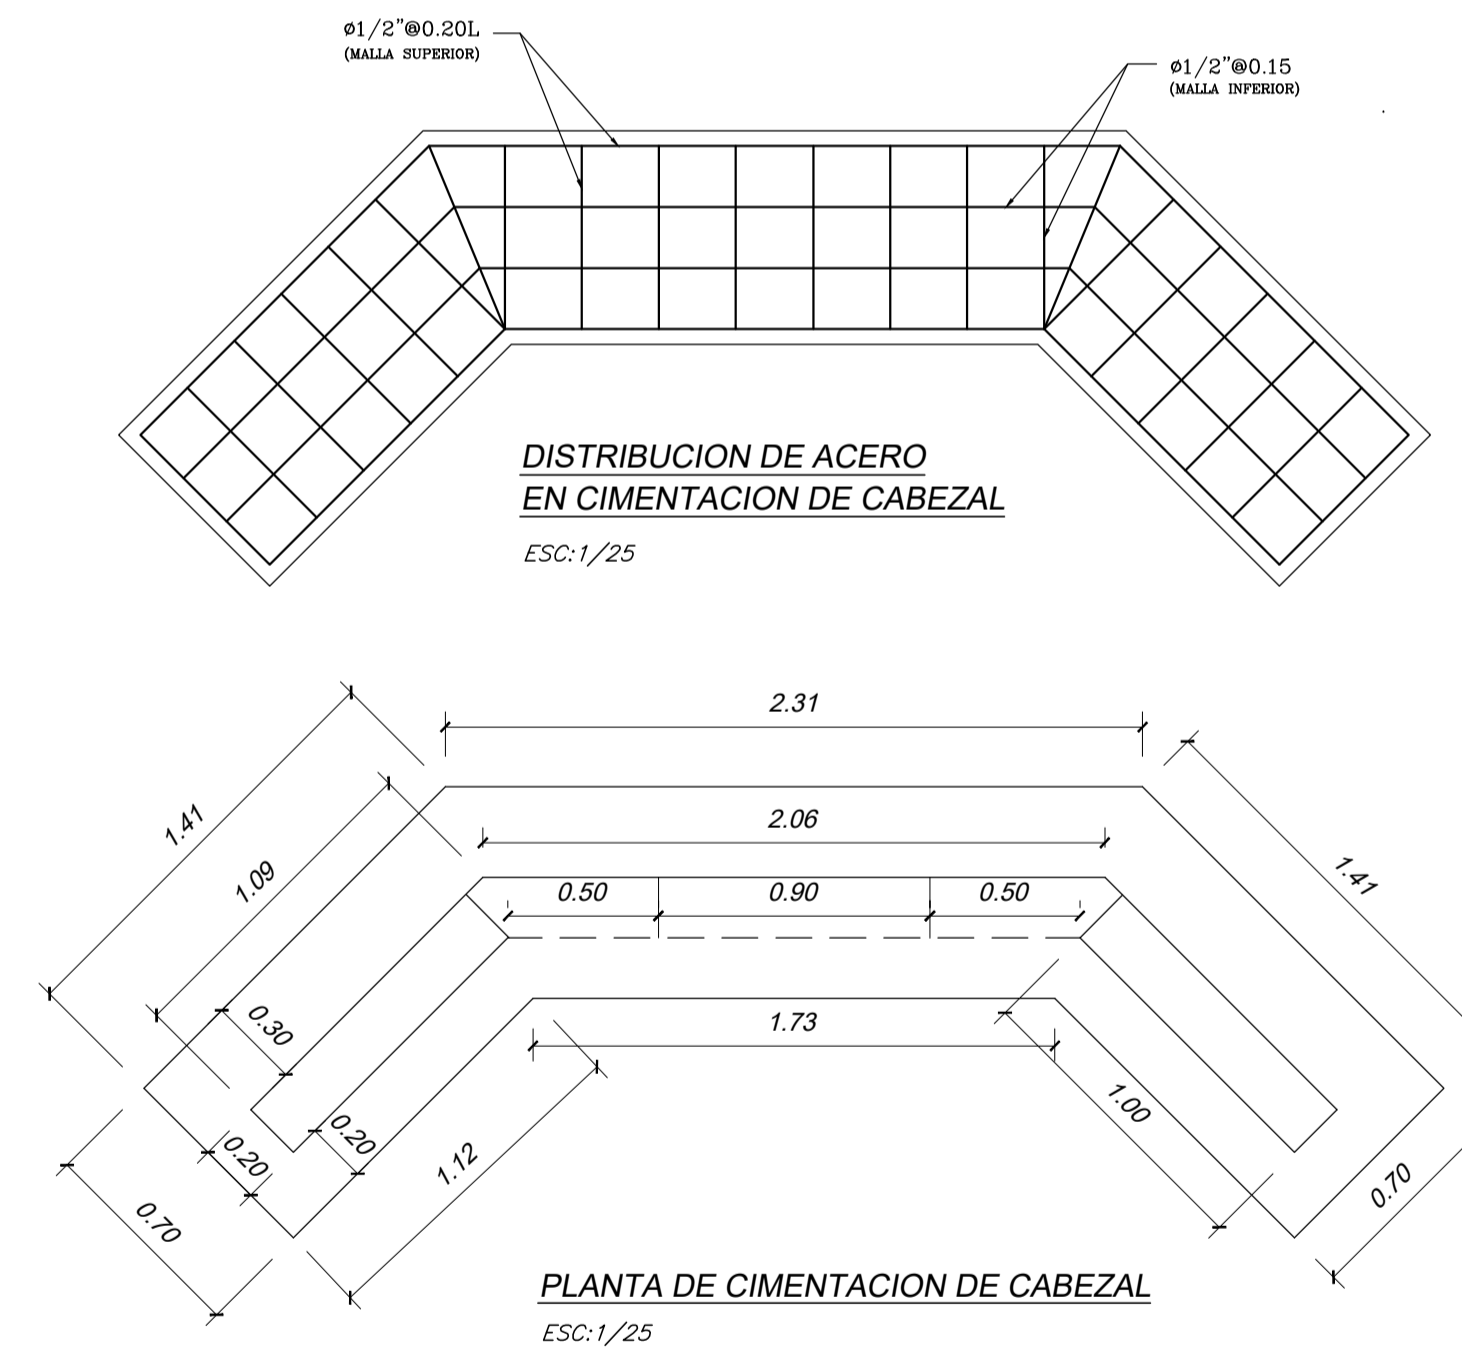 ø1/2"@0.20L
(MALLA SUPERIOR)
ø1/2"@0.15
(MALLA INFERIOR)
DISTRIBUCION DE ACERO
EN CIMENTACION DE CABEZAL
ESC:1/25
2.31
1.41
2.06
1.09
1.41
0.50
0.90
0.50
0.30
1.73
1.00
0.20
0.20
1.12
0.70
0.70
PLANTA DE CIMENTACION DE CABEZAL
ESC:1/25